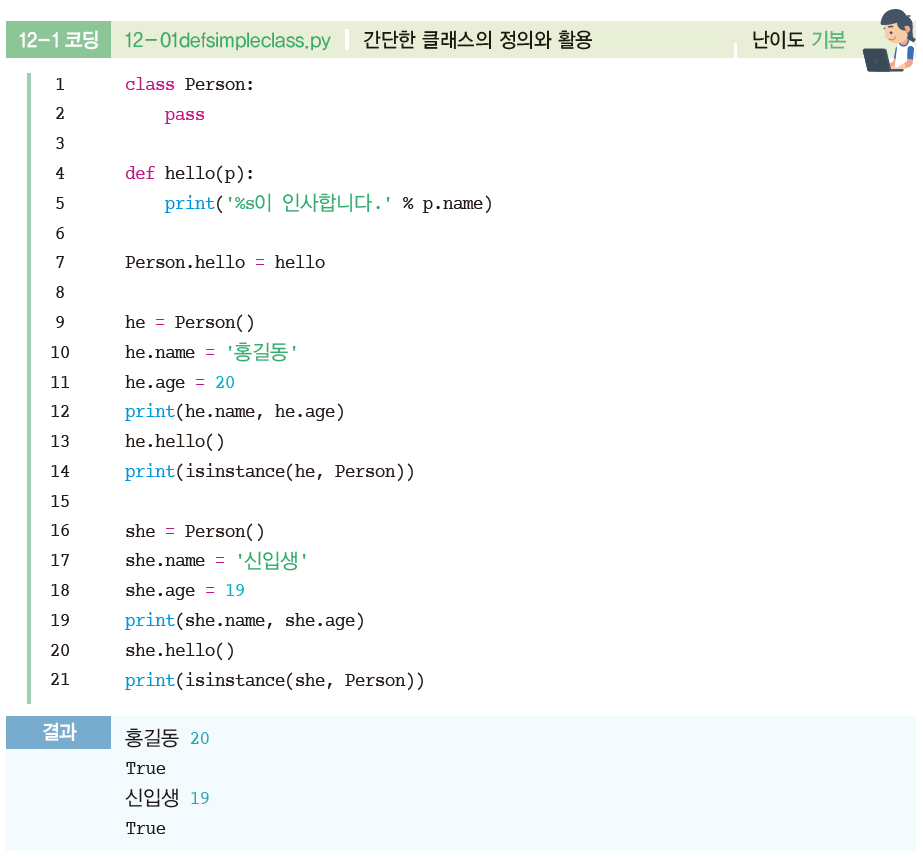 12-1 코딩 12-01defsimpleclass.py 간단한 클래스의 정의와 활용 난이도 기본
1 class Person:
2     pass
3
4 def hello(p):
5     print('%s이 인사합니다.' % p.name)
6
7 Person.hello = hello
8
9 he = Person()
10 he.name = '홍길동'
11 he.age = 20
12 print(he.name, he.age)
13 he.hello()
14 print(isinstance(he, Person))
15
16 she = Person()
17 she.name = '신입생'
18 she.age = 19
19 print(she.name, she.age)
20 she.hello()
21 print(isinstance(she, Person))
결과 홍길동 20
True
신입생 19
True